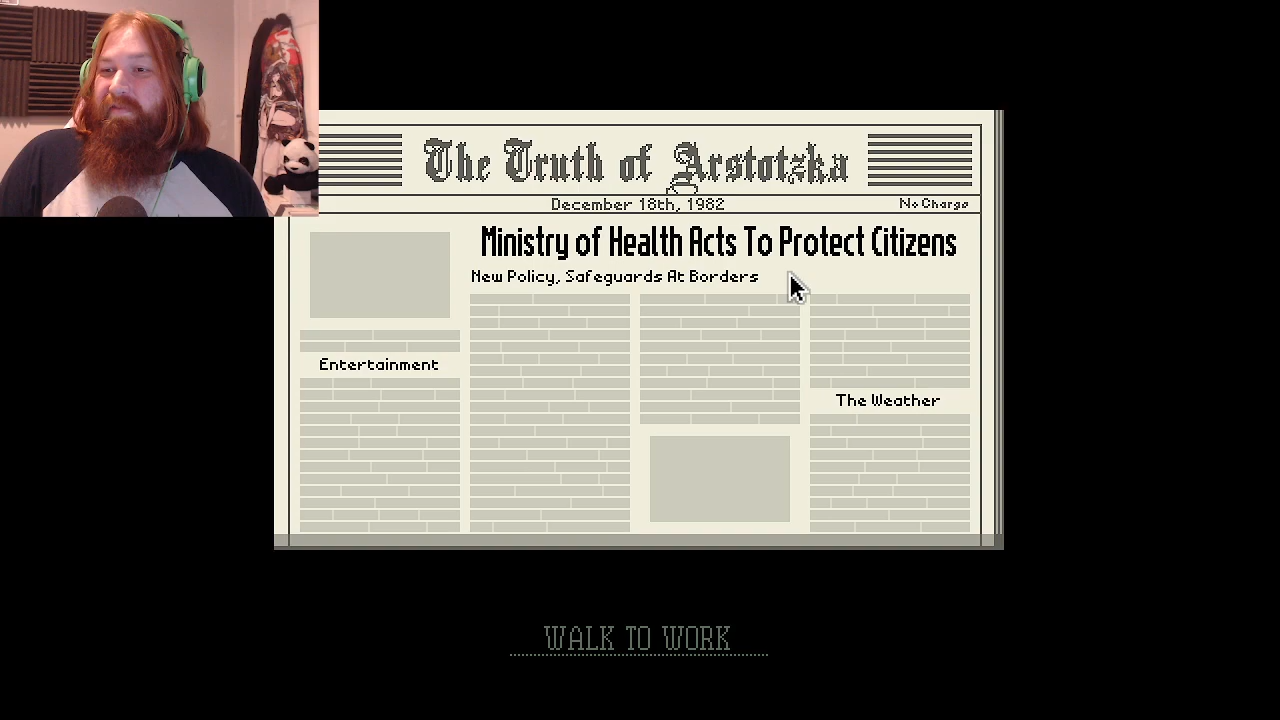 The Truth of Arstotzka
December 18th, 1982
No Charge
Ministry of Health Acts To Protect Citizens
New Policy, Safeguards At Borders
Entertainment
The Weather
WALK TO WORK